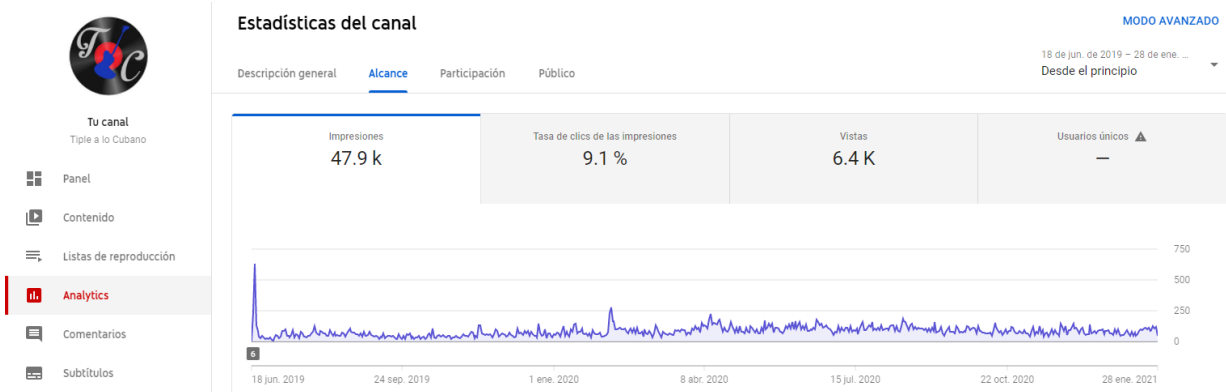 Estadísticas del canal
MODO AVANZADO
Descripción general
Alcance
Participación
Público
18 de jun. de 2019 – 28 de ene. ...
Desde el principio
TQC
Tu canal
Tiple a lo Cubano
Panel
Contenido
Listas de reproducción
Analytics
Comentarios
Subtítulos
Impresiones
47.9 k
Tasa de clics de las impresiones
9.1 %
Vistas
6.4 K
Usuarios únicos
—
750
500
250
0
6
18 jun. 2019
24 sep. 2019
1 ene. 2020
8 abr. 2020
15 jul. 2020
22 oct. 2020
28 ene. 2021